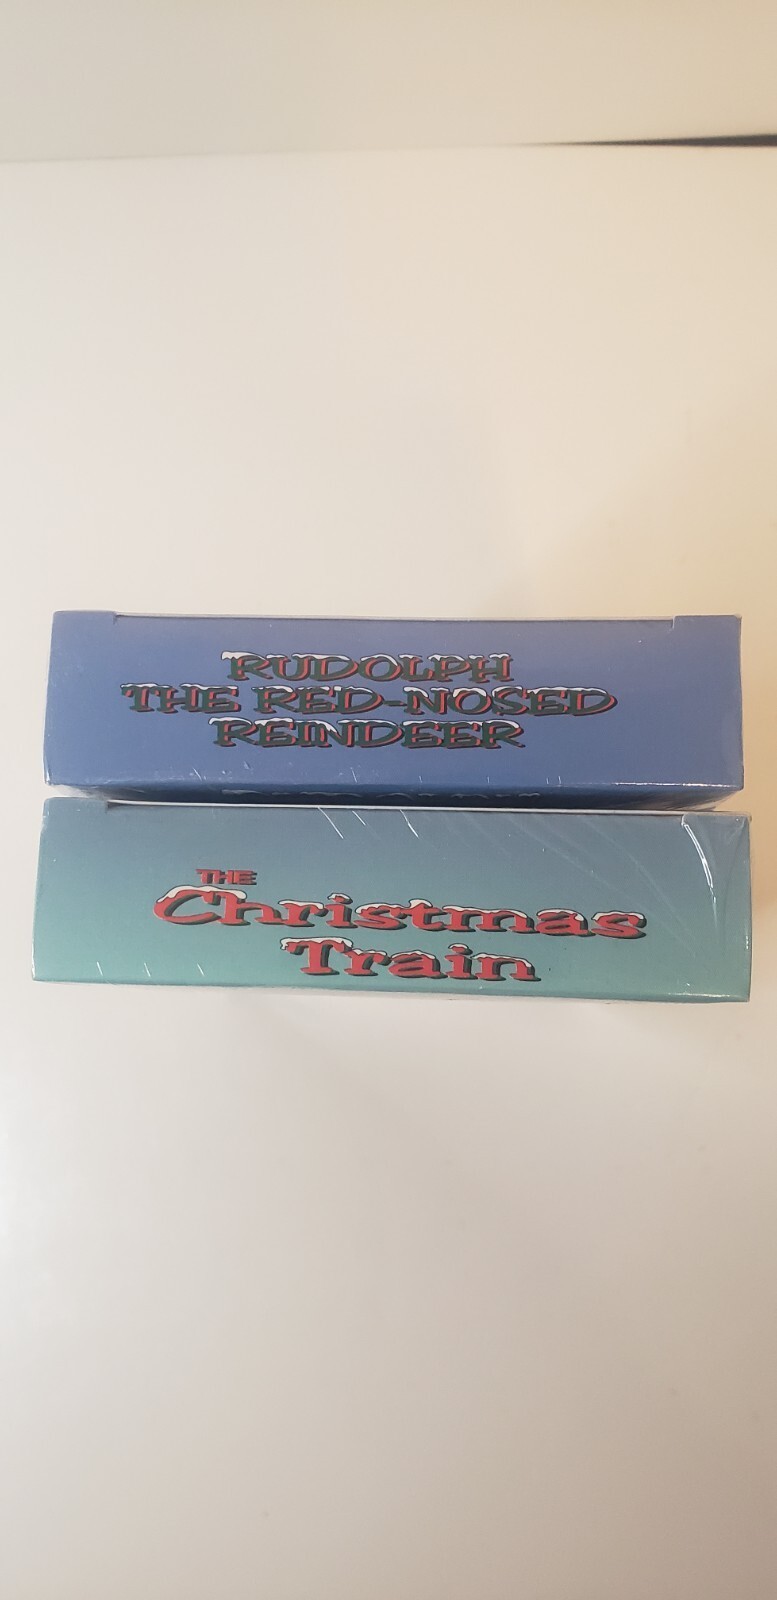 RUDOLPH
THE RED-NOSED
REINDEER
THE
Christmas
Train